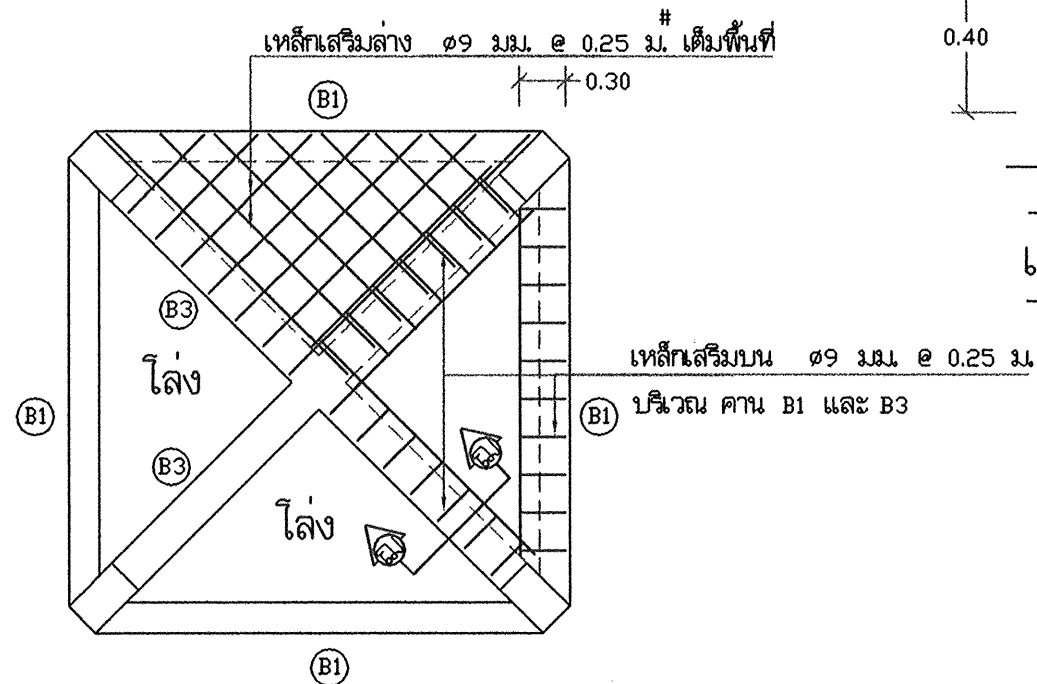 เหล็กเสริมล่าง ø9 มม. @ 0.25 ม.# เต็มพื้นที่
0.40
0.30
B1
B3
โล่ง
เหล็กเสริมบน ø9 มม. @ 0.25 ม.
B1
B1
บริเวณ คาน B1 และ B3
B3
โล่ง
B1